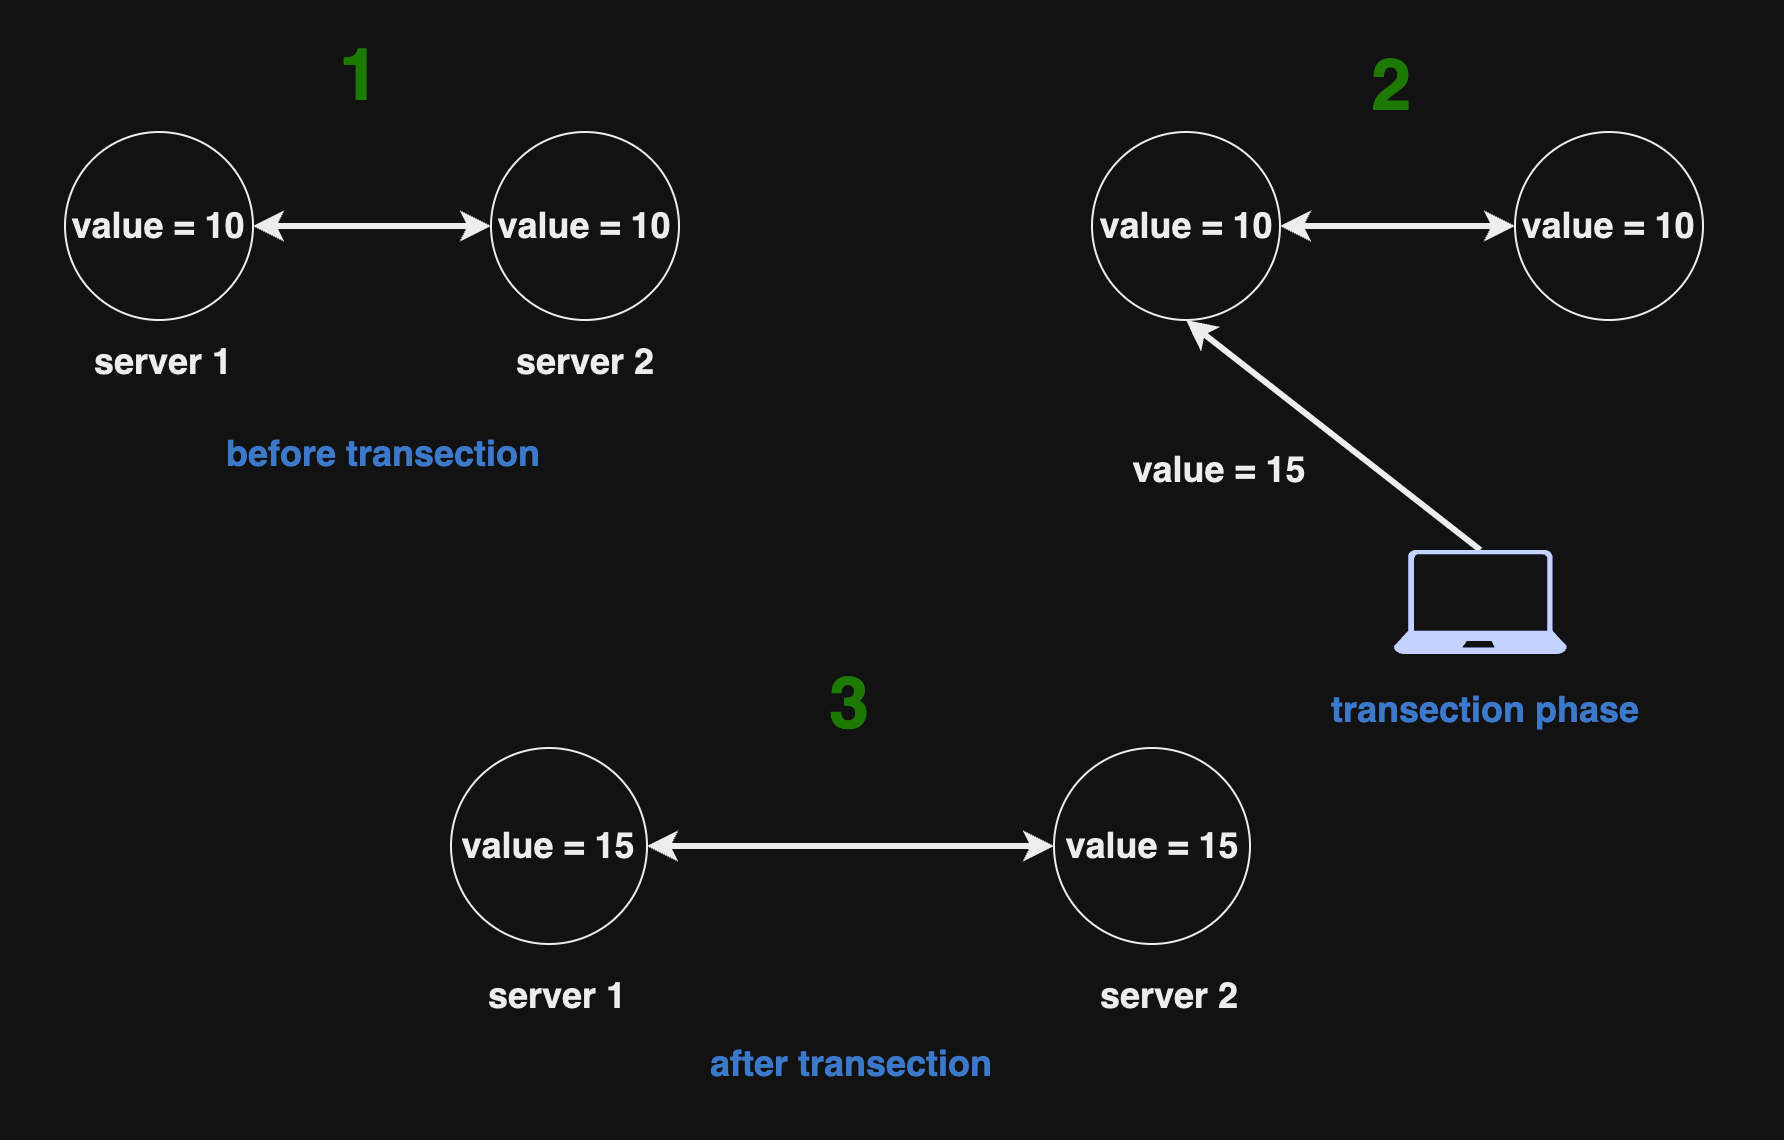 1
value = 10
value = 10
server 1
server 2
before transection
2
value = 10
value = 10
value = 15
transection phase
3
value = 15
value = 15
server 1
server 2
after transection